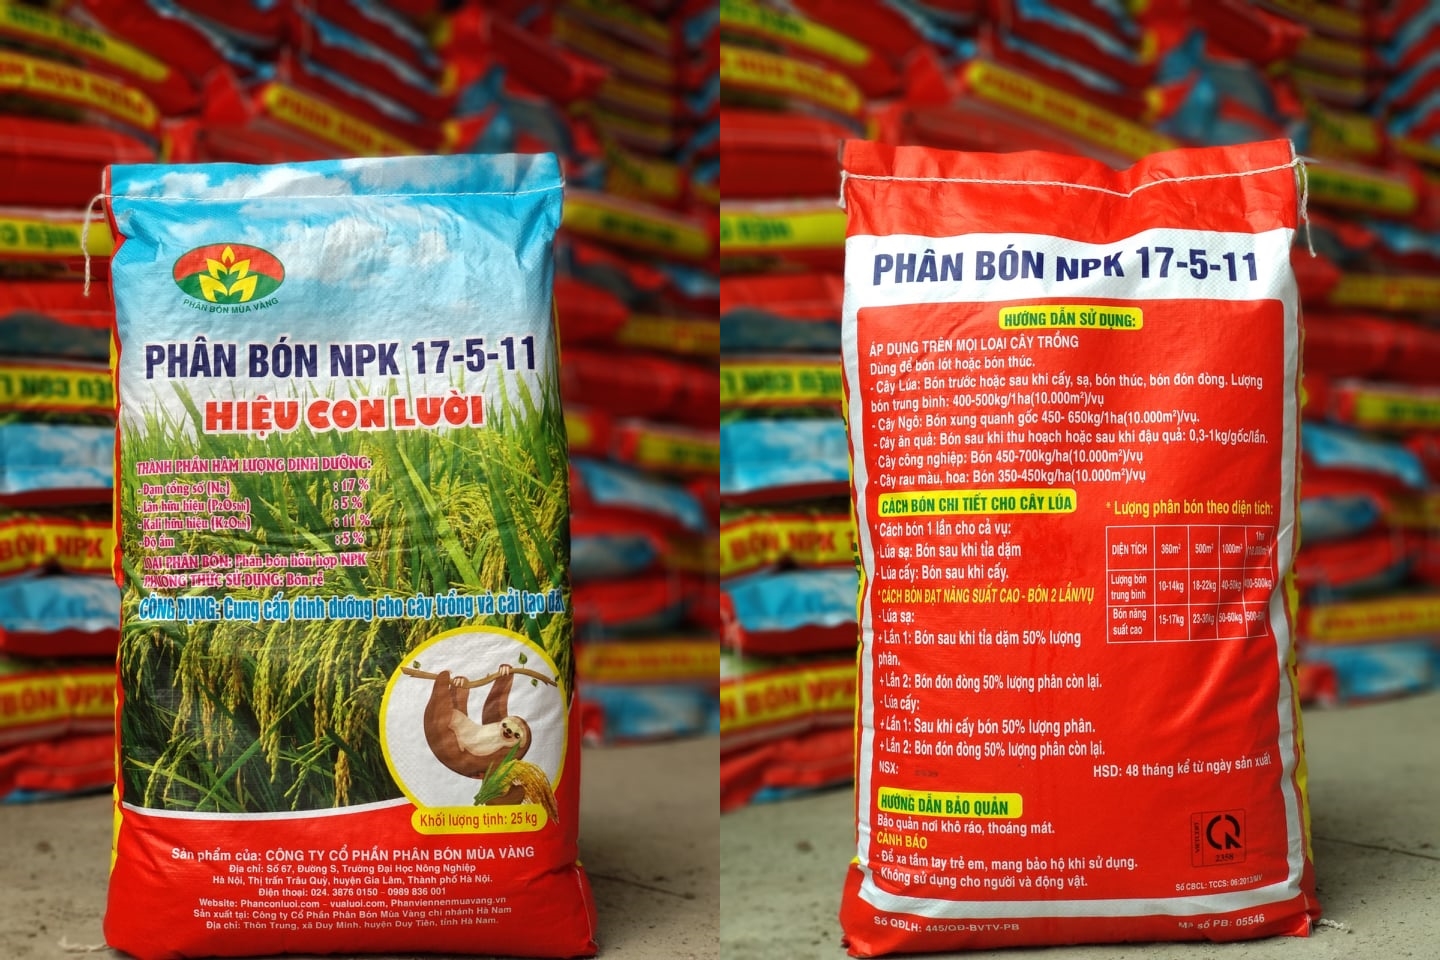 PHÂN BÓN MÙA VÀNG
PHÂN BÓN NPK 17-5-11
HIỆU CON LƯỜI
THÀNH PHẦN HÀM LƯỢNG DINH DƯỠNG:
- Đạm tổng số (Nts) : 17 %
- Lân hữu hiệu (P₂O₅hh) : 5 %
- Kali hữu hiệu (K₂Ohh) : 11 %
- Độ ẩm : 5 %
LOẠI PHÂN BÓN: Phân bón hỗn hợp NPK
PHƯƠNG THỨC SỬ DỤNG: Bón rễ
CÔNG DỤNG: Cung cấp dinh dưỡng cho cây trồng và cải tạo đất
Khối lượng tịnh: 25 kg
Sản phẩm của: CÔNG TY CỔ PHẦN PHÂN BÓN MÙA VÀNG
Địa chỉ: Số 67, Đường S, Trường Đại Học Nông Nghiệp
Hà Nội, Thị trấn Trâu Quỳ, huyện Gia Lâm, Thành phố Hà Nội.
Điện thoại: 024. 3876 0150 - 0989 836 001
Website: Phanconluoi.com - vualuoi.com, Phanviennenmuavang.vn
Sản xuất tại: Công ty Cổ Phần Phân Bón Mùa Vàng chi nhánh Hà Nam
Địa chỉ: Thôn Trung, xã Duy Minh, huyện Duy Tiên, tỉnh Hà Nam.
PHÂN BÓN NPK 17-5-11
HƯỚNG DẪN SỬ DỤNG:
ÁP DỤNG TRÊN MỌI LOẠI CÂY TRỒNG
Dùng để bón lót hoặc bón thúc.
- Cây Lúa: Bón trước hoặc sau khi cấy, sạ, bón thúc, bón đón đòng. Lượng
bón trung bình: 400-500kg/1ha(10.000m²)/vụ
- Cây Ngô: Bón xung quanh gốc 450- 650kg/1ha(10.000m²)/vụ.
- Cây ăn quả: Bón sau khi thu hoạch hoặc sau khi đậu quả: 0,3-1kg/gốc/lần.
- Cây công nghiệp: Bón 450-700kg/ha(10.000m²)/vụ
- Cây rau màu, hoa: Bón 350-450kg/ha(10.000m²)/vụ
CÁCH BÓN CHI TIẾT CHO CÂY LÚA
* Cách bón 1 lần cho cả vụ:
- Lúa sạ: Bón sau khi tỉa dặm
- Lúa cấy: Bón sau khi cấy.
* CÁCH BÓN ĐẠT NĂNG SUẤT CAO - BÓN 2 LẦN/VỤ
- Lúa sạ:
+ Lần 1: Bón sau khi tỉa dặm 50% lượng
phân.
+ Lần 2: Bón đón đòng 50% lượng phân còn lại.
- Lúa cấy:
+ Lần 1: Sau khi cấy bón 50% lượng phân.
+ Lần 2: Bón đón đòng 50% lượng phân còn lại.
* Lượng phân bón theo diện tích:
DIỆN TÍCH 360m² 500m² 1000m² 1ha (10.000m²)
Lượng bón trung bình 10-14kg 18-22kg 40-50kg 400-500kg
Bón năng suất cao 15-17kg 23-30kg 50-60kg
NSX:
HSD: 48 tháng kể từ ngày sản xuất
HƯỚNG DẪN BẢO QUẢN
Bảo quản nơi khô ráo, thoáng mát.
CẢNH BÁO
- Để xa tầm tay trẻ em, mang bảo hộ khi sử dụng.
- Không sử dụng cho người và động vật.
VIETCERT
2358
Số CBCL: TCCS: 06:2013/MV
Số QĐLH: 445/QĐ-BVTV-PB
Mã số PB: 05546